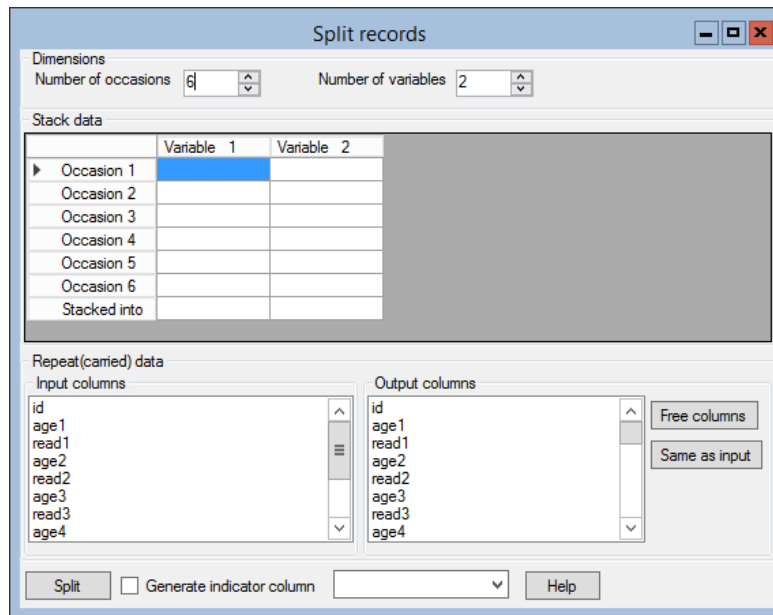 Split records
Dimensions
Number of occasions 6 Number of variables 2
Stack data
Variable 1 Variable 2
Occasion 1
Occasion 2
Occasion 3
Occasion 4
Occasion 5
Occasion 6
Stacked into
Repeat(carried) data
Input columns
id
age1
read1
age2
read2
age3
read3
age4
Output columns
id
age1
read1
age2
read2
age3
read3
age4
Free columns
Same as input
Split Generate indicator column Help